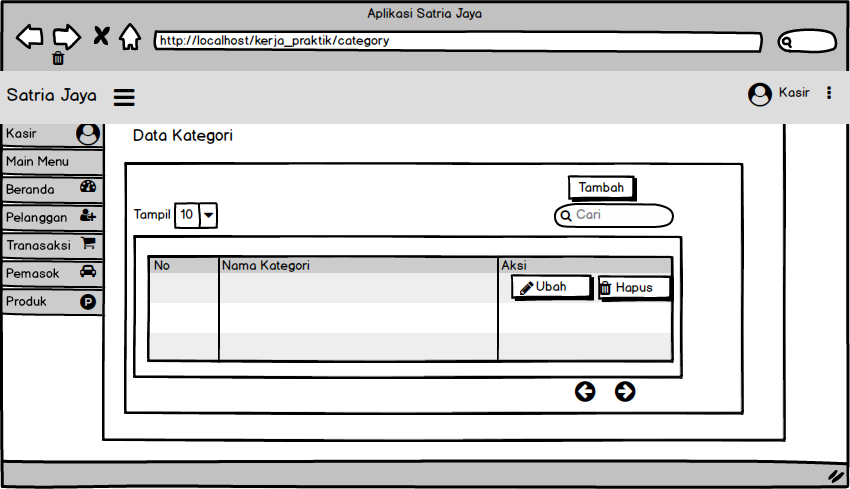 Aplikasi Satria Jaya
http://localhost/kerja_praktik/category
Satria Jaya
Kasir
Kasir
Data Kategori
Main Menu
Beranda
Tambah
Pelanggan
Tampil 10
Cari
Tranasaksi
No Nama Kategori Aksi
Pemasok
Ubah Hapus
Produk P